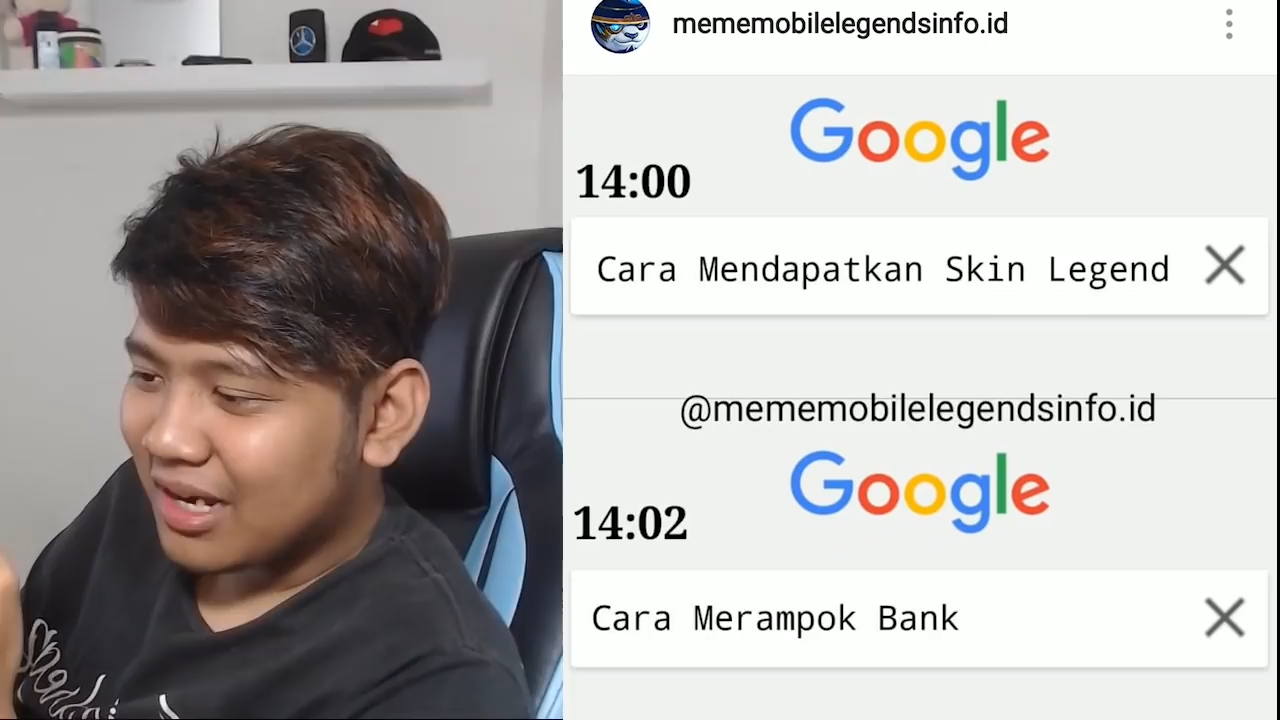 mememobilelegendsinfo.id
Google
14:00
Cara Mendapatkan Skin Legend
@mememobilelegendsinfo.id
Google
14:02
Cara Merampok Bank